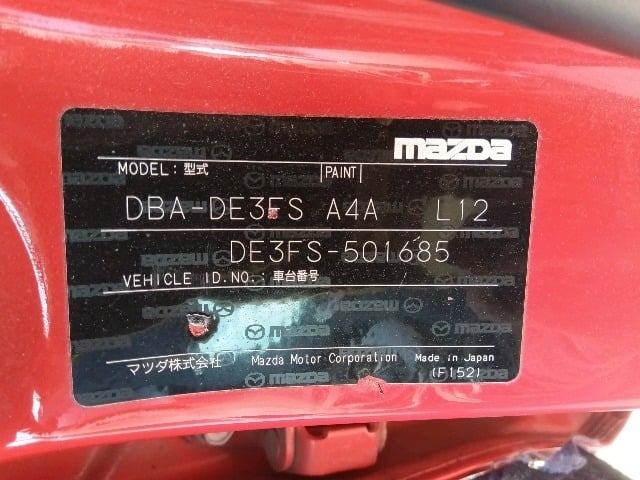 mazda
MODEL:型式 PAINT
DBA-DE3FS A4A L12
DE3FS-501685
VEHICLE ID.NO. 車台番号
マツダ株式会社 Mazda Motor Corporation Made in Japan
(F152)